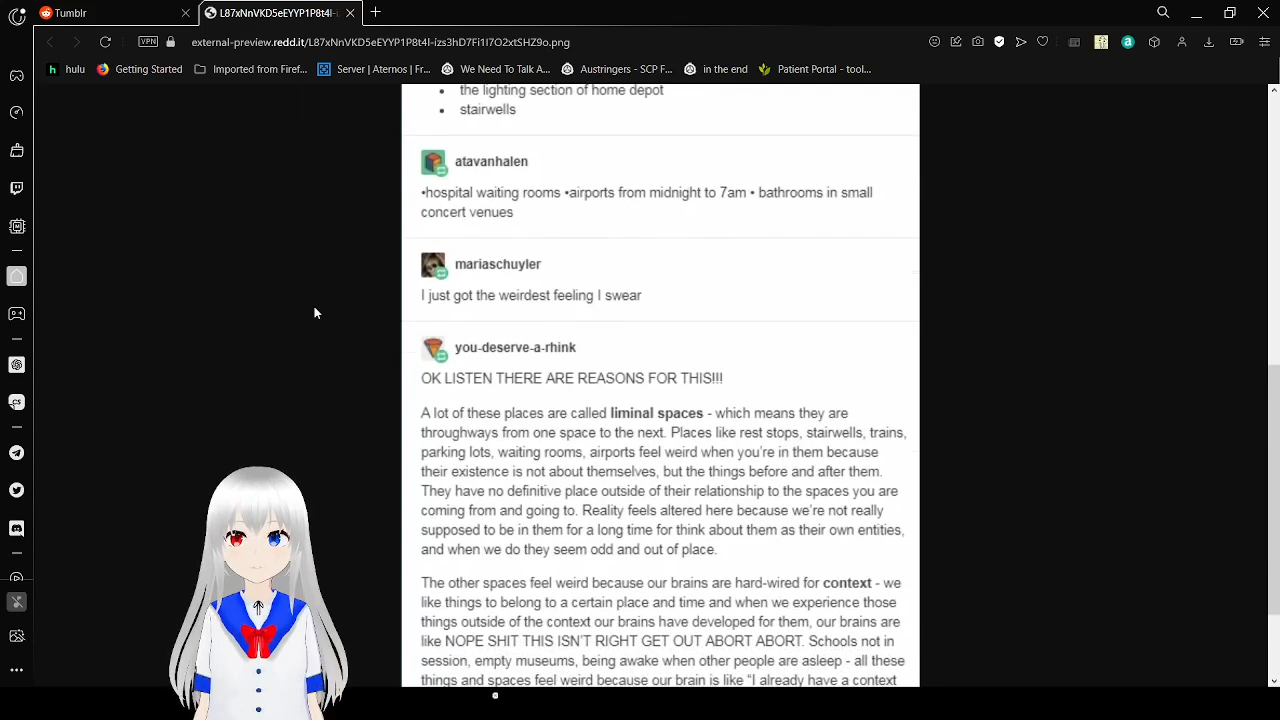 Tumblr
L87xNnVKD5eEYYP1P8t4l-iz
external-preview.redd.it/L87xNnVKD5eEYYP1P8t4l-izs3hD7Fi1I7O2xtSHZ9o.png
VPN
hulu
Getting Started
Imported from Firef...
Server | Aternos | Fr...
We Need To Talk A...
Austringers - SCP F...
in the end
Patient Portal - tool...
• the lighting section of home depot
• stairwells
atavanhalen
•hospital waiting rooms •airports from midnight to 7am • bathrooms in small
concert venues
mariaschuyler
I just got the weirdest feeling I swear
you-deserve-a-rhink
OK LISTEN THERE ARE REASONS FOR THIS!!!
A lot of these places are called liminal spaces - which means they are
throughways from one space to the next. Places like rest stops, stairwells, trains,
parking lots, waiting rooms, airports feel weird when you're in them because
their existence is not about themselves, but the things before and after them.
They have no definitive place outside of their relationship to the spaces you are
coming from and going to. Reality feels altered here because we're not really
supposed to be in them for a long time for think about them as their own entities,
and when we do they seem odd and out of place.
The other spaces feel weird because our brains are hard-wired for context - we
like things to belong to a certain place and time and when we experience those
things outside of the context our brains have developed for them, our brains are
like NOPE SHIT THIS ISN'T RIGHT GET OUT ABORT ABORT. Schools not in
session, empty museums, being awake when other people are asleep - all these
things and spaces feel weird because our brain is like “I already have a context